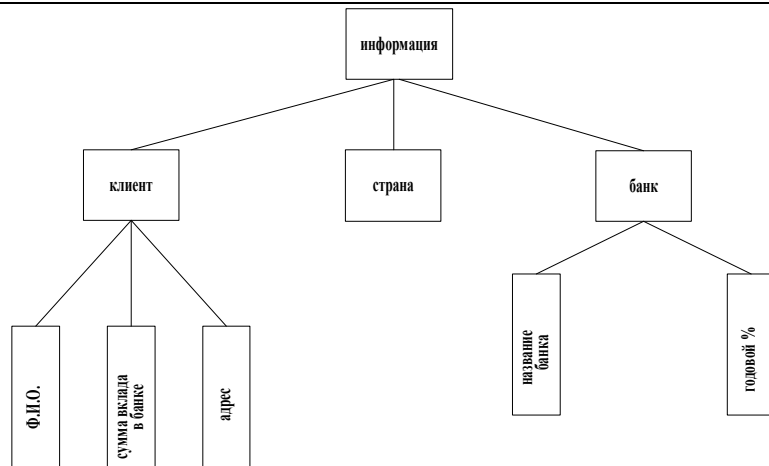 информация
клиент
страна
банк
Ф.И.О.
сумма вклада
в банке
адрес
название
банка
годовой %